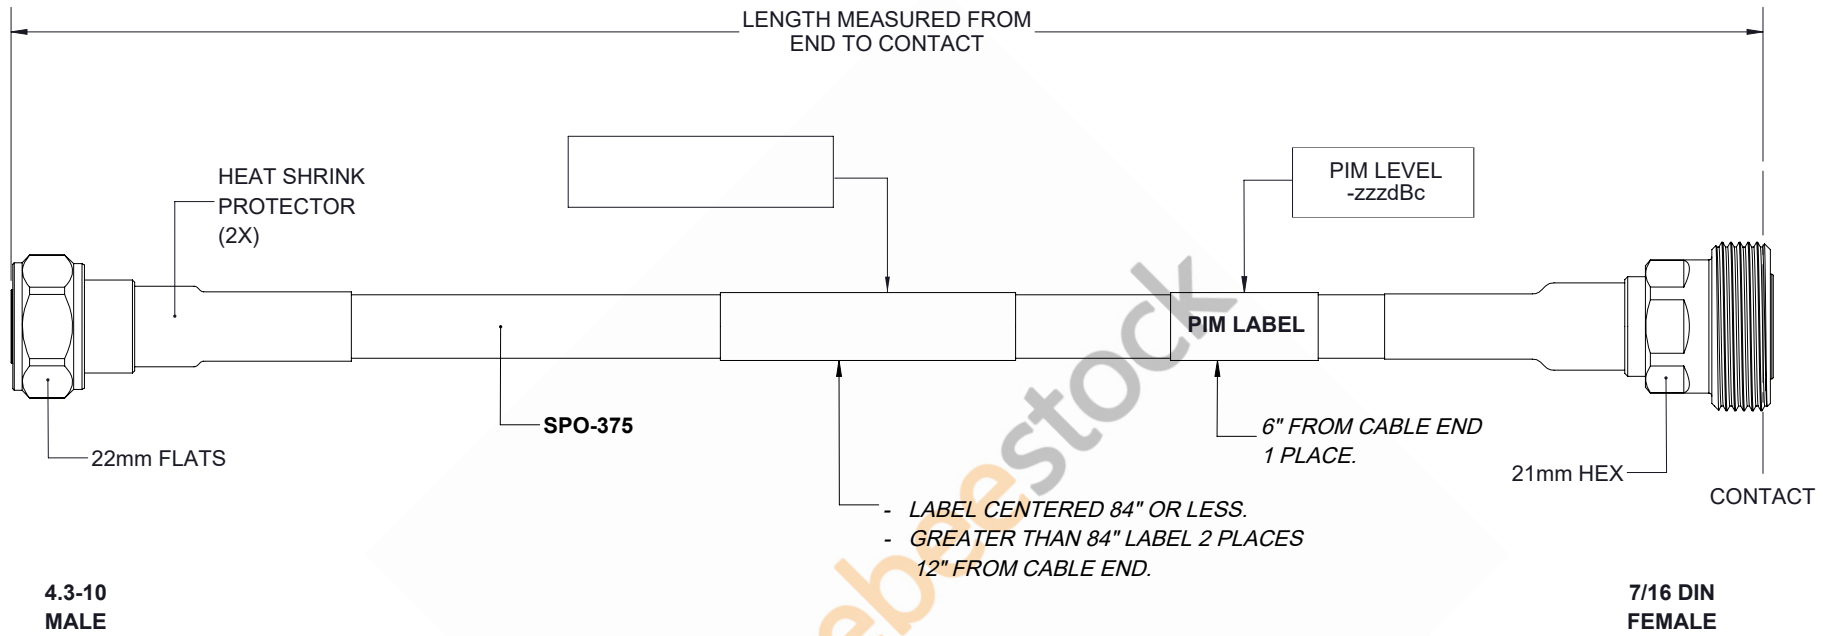 LENGTH MEASURED FROM
END TO CONTACT
HEAT SHRINK
PROTECTOR
(2X)
PIM LEVEL
-zzzdBc
PIM LABEL
SPO-375
22mm FLATS
6" FROM CABLE END
1 PLACE.
21mm HEX
CONTACT
- LABEL CENTERED 84" OR LESS.
- GREATER THAN 84" LABEL 2 PLACES
12" FROM CABLE END.
4.3-10
MALE
7/16 DIN
FEMALE
ebeestock